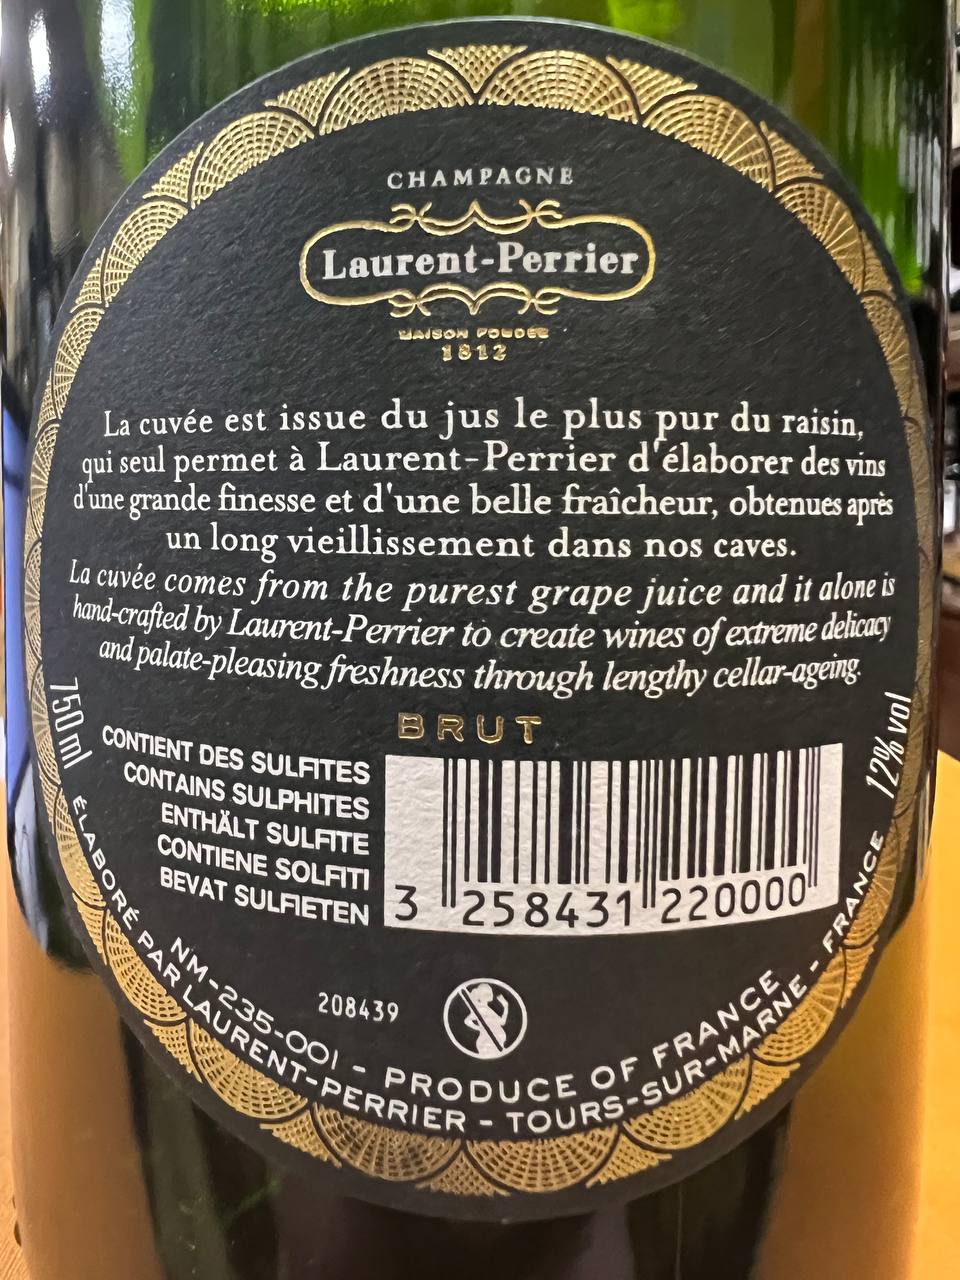 CHAMPAGNE
Laurent-Perrier
MAISON FONDÉE
1812
La cuvée est issue du jus le plus pur du raisin,
qui seul permet à Laurent-Perrier d'élaborer des vins
d'une grande finesse et d'une belle fraîcheur, obtenues après
un long vieillissement dans nos caves.
La cuvée comes from the purest grape juice and it alone is
hand-crafted by Laurent-Perrier to create wines of extreme delicacy
and palate-pleasing freshness through lengthy cellar-ageing.
BRUT
750 ml
12% vol
CONTIENT DES SULFITES
CONTAINS SULPHITES
ENTHÄLT SULFITE
CONTIENE SOLFITI
BEVAT SULFIETEN
3 258431 220000
208439
NM-235-001 - PRODUCE OF FRANCE
ÉLABORÉ PAR LAURENT-PERRIER - TOURS-SUR-MARNE - FRANCE